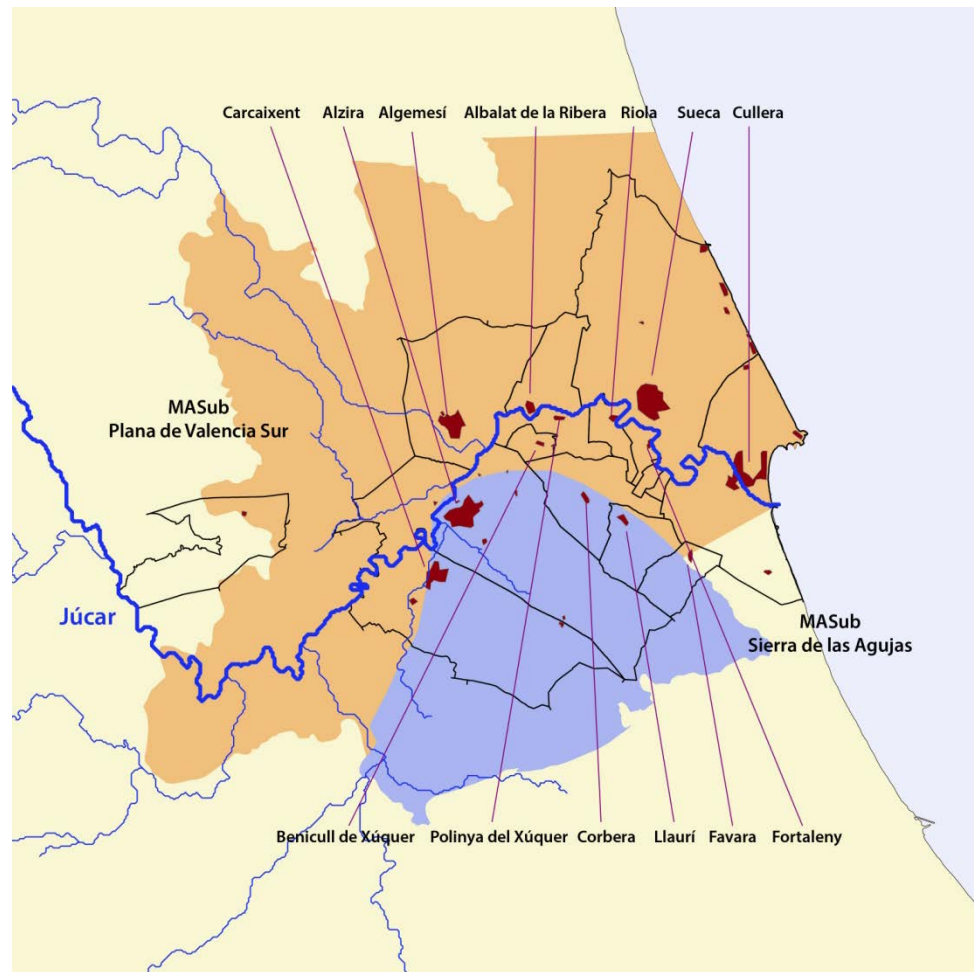 Carcaixent Alzira Algemesí Albalat de la Ribera Riola Sueca Cullera
MASub
Plana de Valencia Sur
Júcar
MASub
Sierra de las Agujas
Benicull de Xúquer Polinya del Xúquer Corbera Llaurí Favara Fortaleny